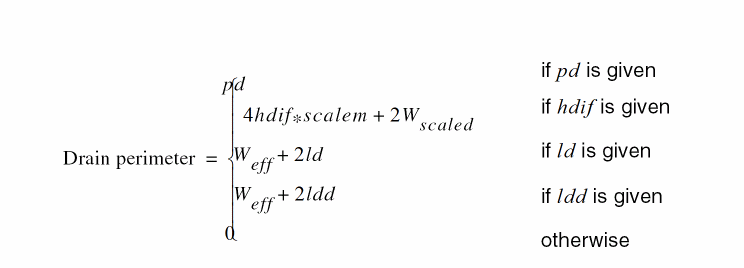 pd if pd is given
4hdif*scalem + 2W_scaled if hdif is given
Drain perimeter = W_eff + 2ld if ld is given
W_eff + 2ldd if ldd is given
0 otherwise